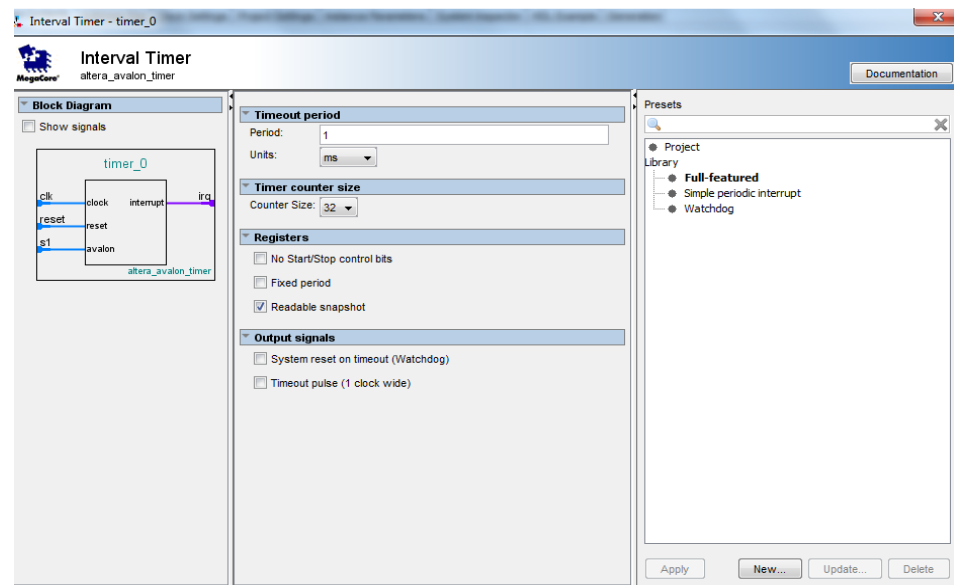 Interval Timer - timer_0
MegaCore'
Interval Timer
altera_avalon_timer
Documentation
Block Diagram
Show signals
timer_0
clk
clock
interrupt
irq
reset
reset
s1
avalon
altera_avalon_timer
Timeout period
Period:
1
Units:
ms
Timer counter size
Counter Size:
32
Registers
No Start/Stop control bits
Fixed period
Readable snapshot
Output signals
System reset on timeout (Watchdog)
Timeout pulse (1 clock wide)
Presets
Project
Library
Full-featured
Simple periodic interrupt
Watchdog
Apply
New...
Update...
Delete